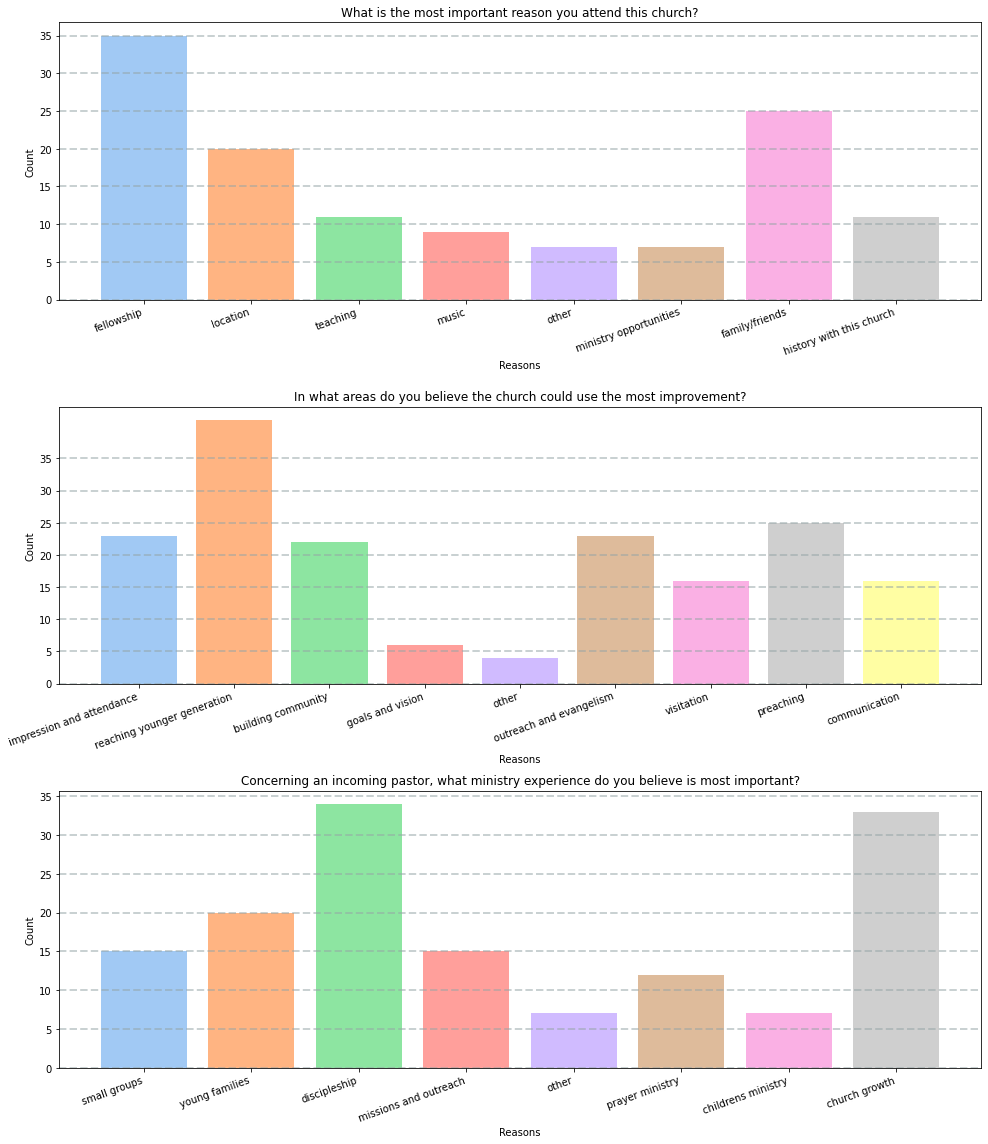 What is the most important reason you attend this church?
35
30
25
20
15
10
5
0
Count
fellowship
location
teaching
music
other
ministry opportunities
family/friends
history with this church
Reasons
In what areas do you believe the church could use the most improvement?
35
30
25
20
15
10
5
0
Count
impression and attendance
reaching younger generation
building community
goals and vision
other
outreach and evangelism
visitation
preaching
communication
Reasons
Concerning an incoming pastor, what ministry experience do you believe is most important?
35
30
25
20
15
10
5
0
Count
small groups
young families
discipleship
missions and outreach
other
prayer ministry
childrens ministry
church growth
Reasons